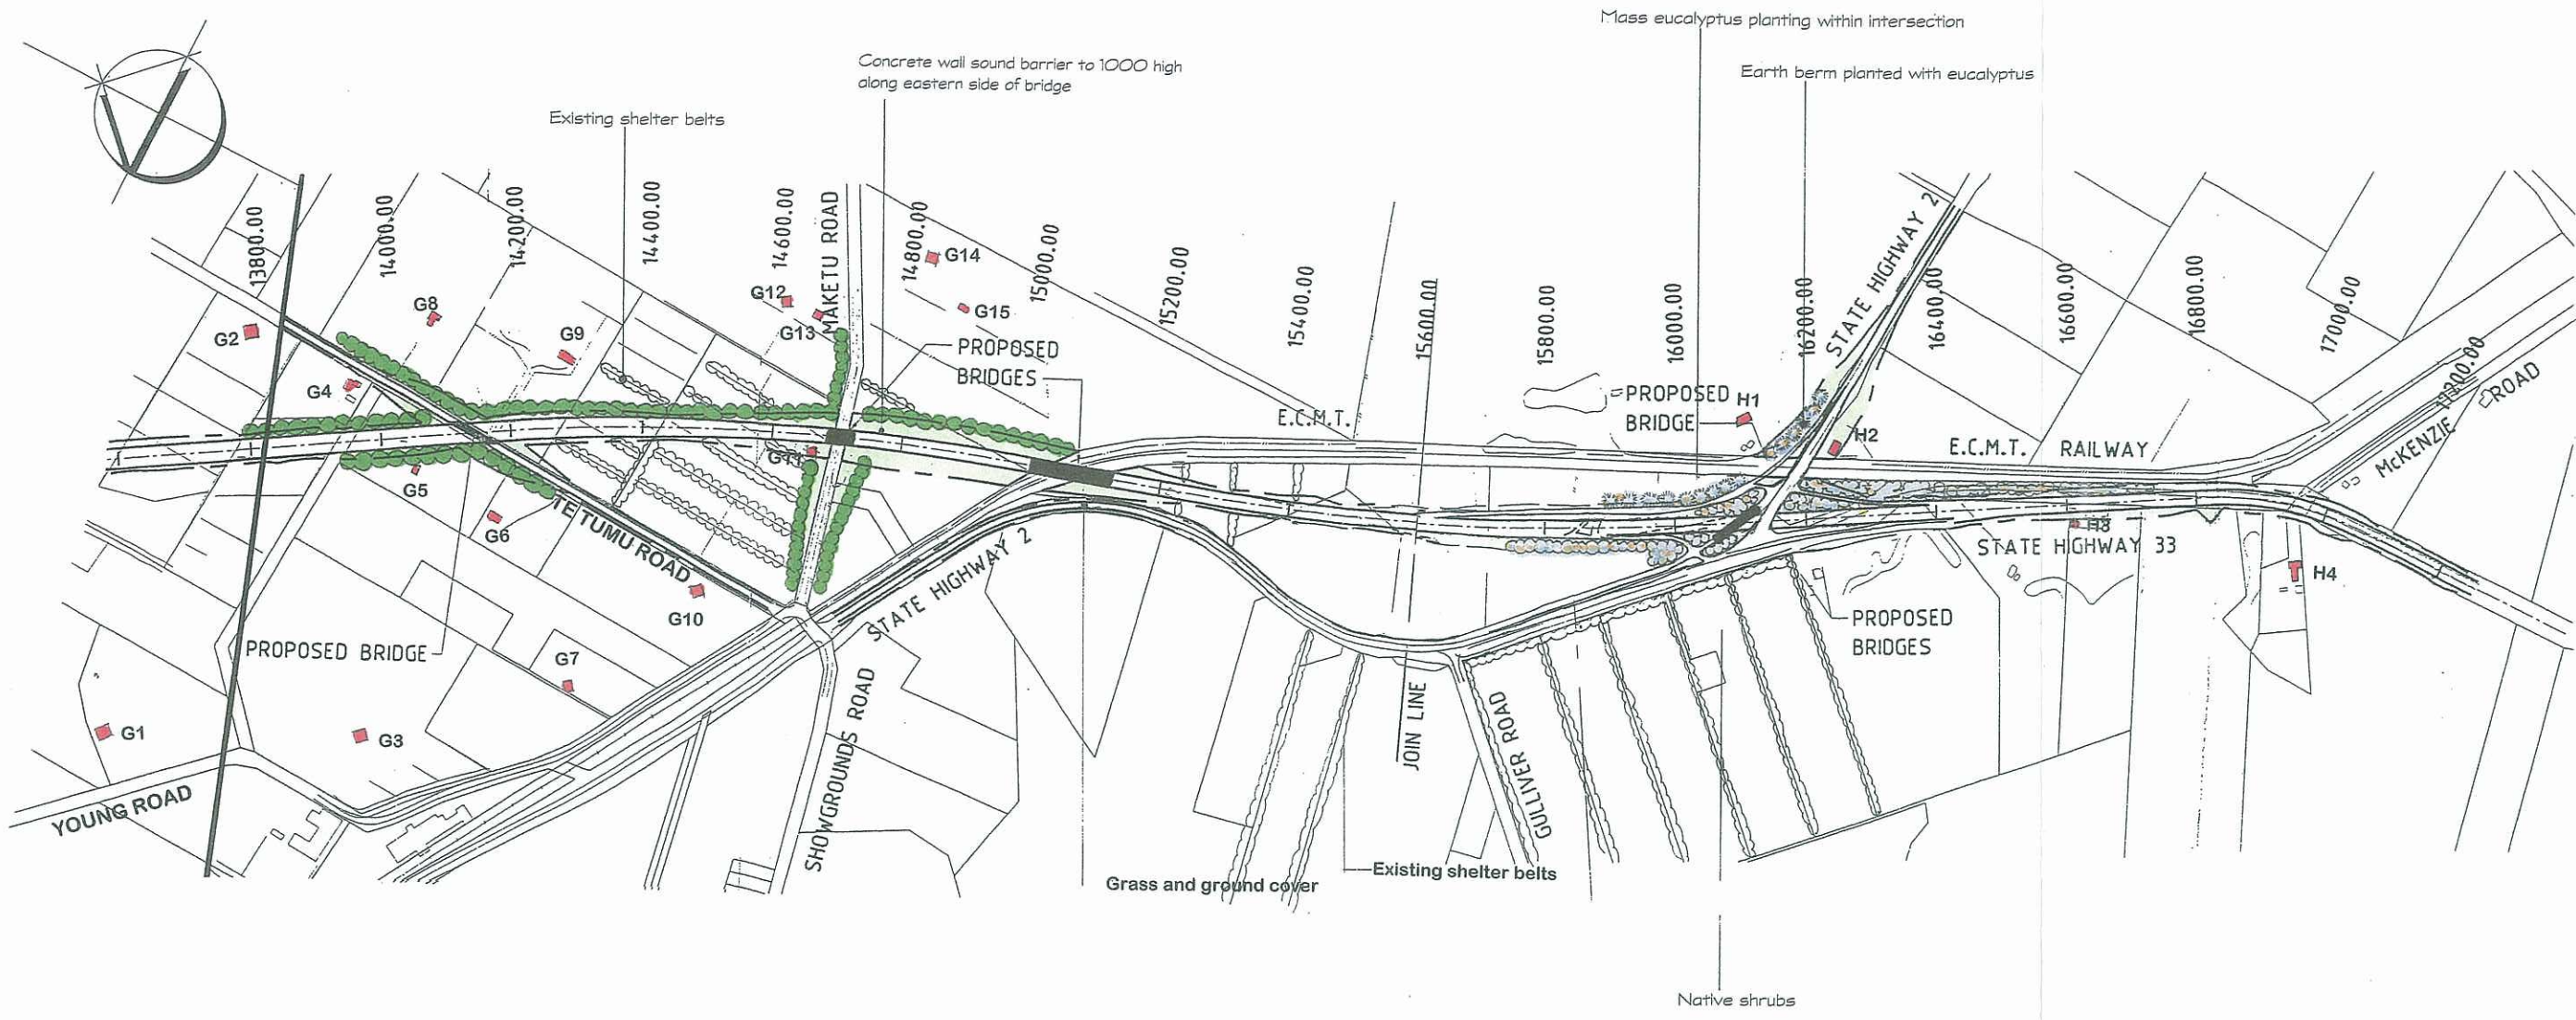 Mass eucalyptus planting within intersection
Concrete wall sound barrier to 1000 high
along eastern side of bridge
Earth berm planted with eucalyptus
Existing shelter belts
13800.00
14000.00
14200.00
14400.00
14600.00
MAKETU ROAD
14800.00
15000.00
15200.00
15400.00
15600.00
15800.00
16000.00
16200.00
STATE HIGHWAY 2
16400.00
16600.00
16800.00
17000.00
17200.00
McKENZIE ROAD
G14
G12
G15
G13
G8
G2
G9
G4
PROPOSED
BRIDGES
E.C.M.T.
PROPOSED
BRIDGE
H1
H2
E.C.M.T. RAILWAY
G11
G5
G6
TE TUMU ROAD
G10
STATE HIGHWAY 2
H3
STATE HIGHWAY 33
H4
PROPOSED BRIDGE
G7
PROPOSED
BRIDGES
G1
G3
YOUNG ROAD
SHOWGROUNDS ROAD
JOIN LINE
GULLIVER ROAD
Grass and ground cover
Existing shelter belts
Native shrubs